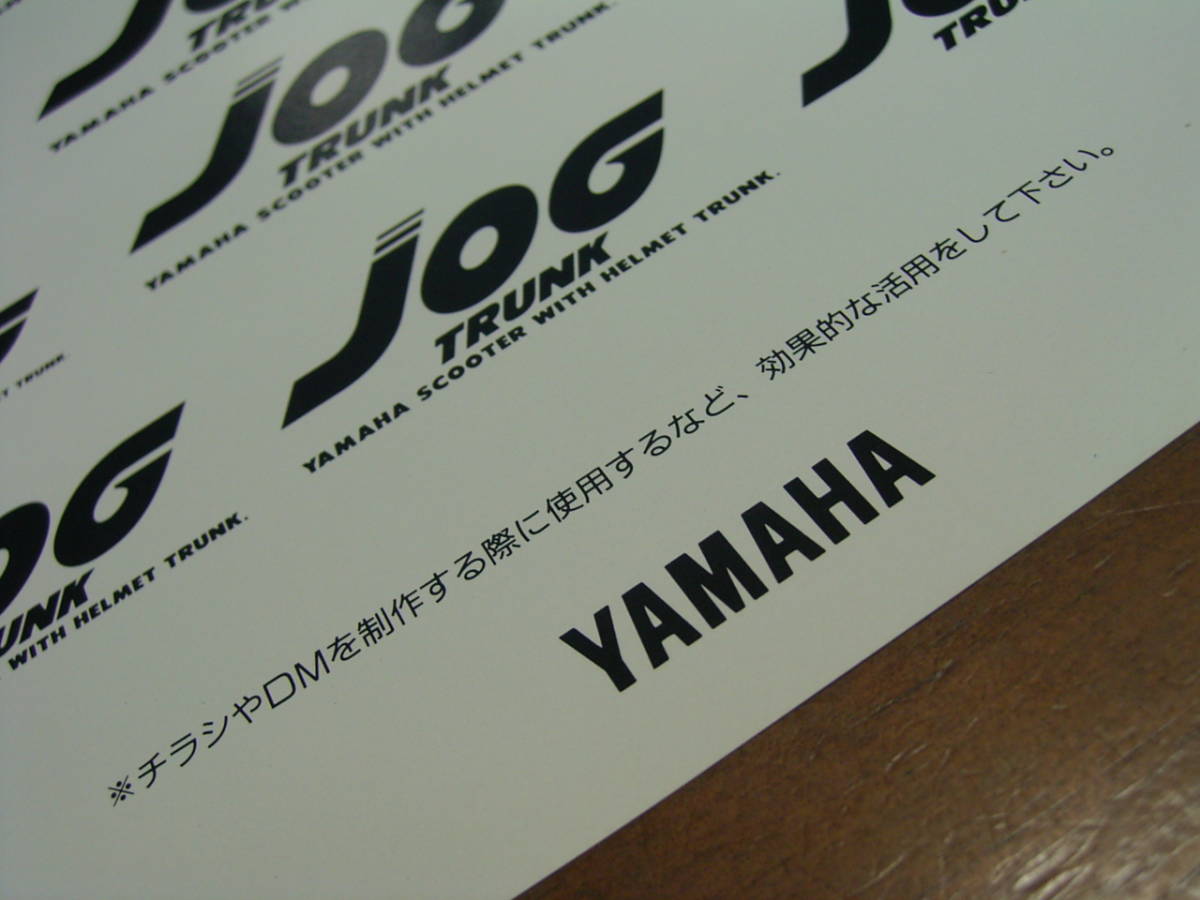 TRUNK
YAMAHA SCOOTER WITH HELMET TRUNK.
JOG
TRUNK
YAMAHA SCOOTER WITH HELMET TRUNK.
JOG
TRUNK
YAMAHA SCOOTER WITH HELMET TRUNK.
TRUNK.
WITH HELMET TRUNK.
※チラシやDMを制作する際に使用するなど、効果的な活用をして下さい。
YAMAHA